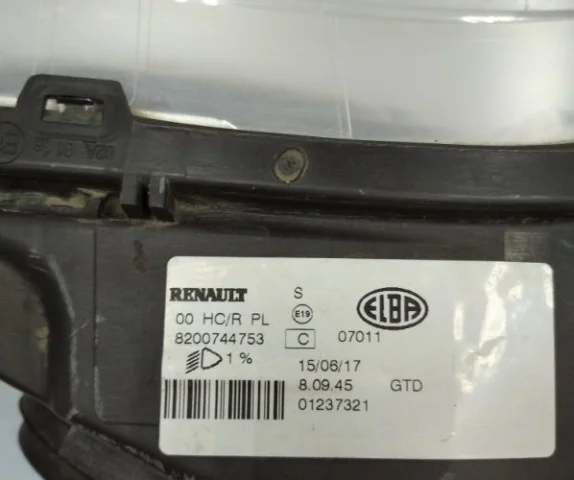 RENAULT S
E19
ELBA
00 HC/R PL
8200744753 C 07011
1 %
15/06/17
8.09.45 GTD
01237321